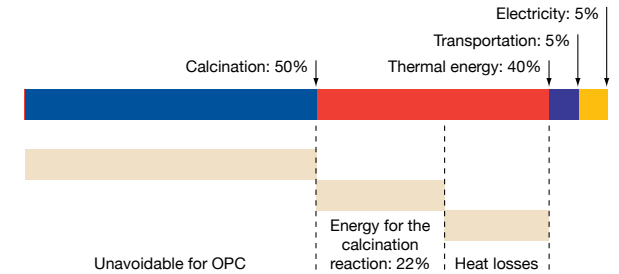 Electricity: 5%
Transportation: 5%
Calcination: 50%
Thermal energy: 40%
Energy for the
calcination
reaction: 22%
Unavoidable for OPC
Heat losses